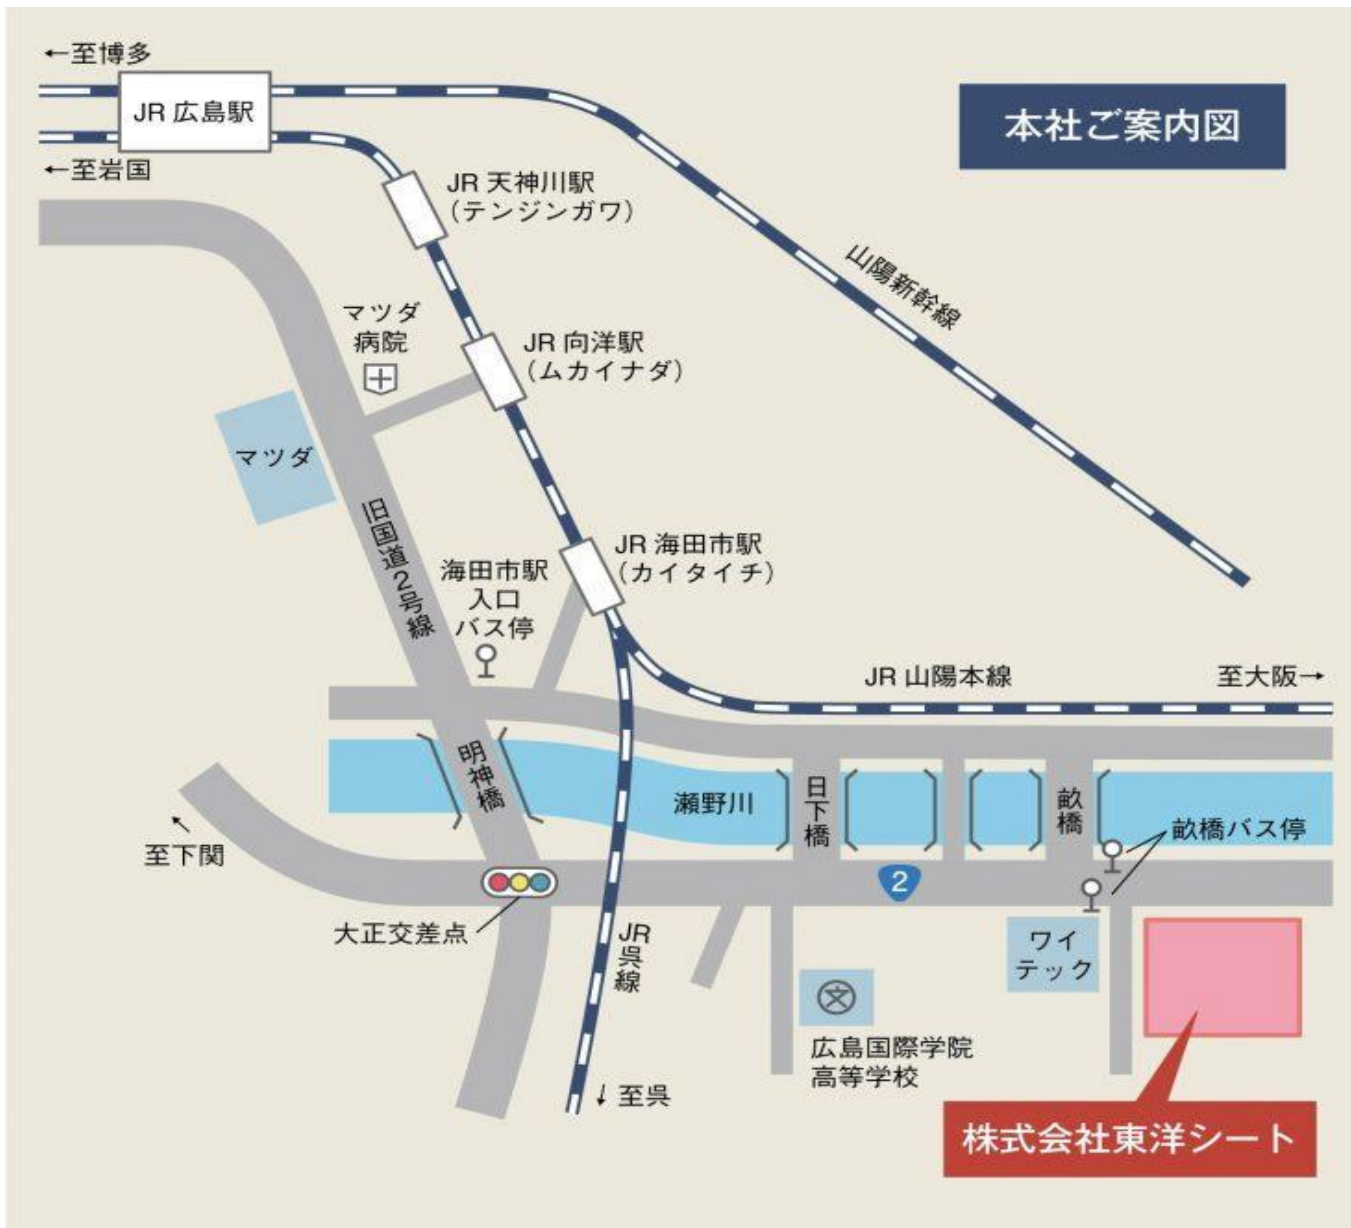 ←至博多
JR 広島駅
←至岩国
本社ご案内図
JR 天神川駅
(テンジンガワ)
山陽新幹線
マツダ
病院
JR 向洋駅
(ムカイナダ)
マツダ
旧国道2号線
海田市駅
入口
バス停
JR 海田市駅
(カイタイチ)
JR 山陽本線
至大阪→
明神橋
瀬野川
日下橋
畝橋
畝橋バス停
至下関
2
大正交差点
JR呉線
ワイ
テック
文
広島国際学院
高等学校
↓至呉
株式会社東洋シート